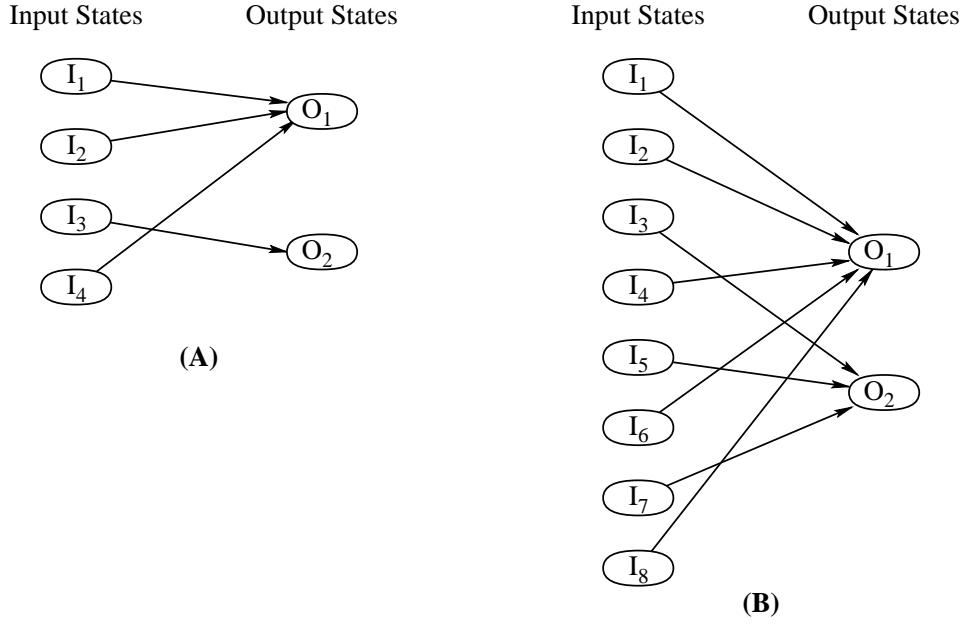 Input States Output States
I1
I2
I3
I4
O1
O2
(A)
Input States Output States
I1
I2
I3
I4
I5
I6
I7
I8
O1
O2
(B)